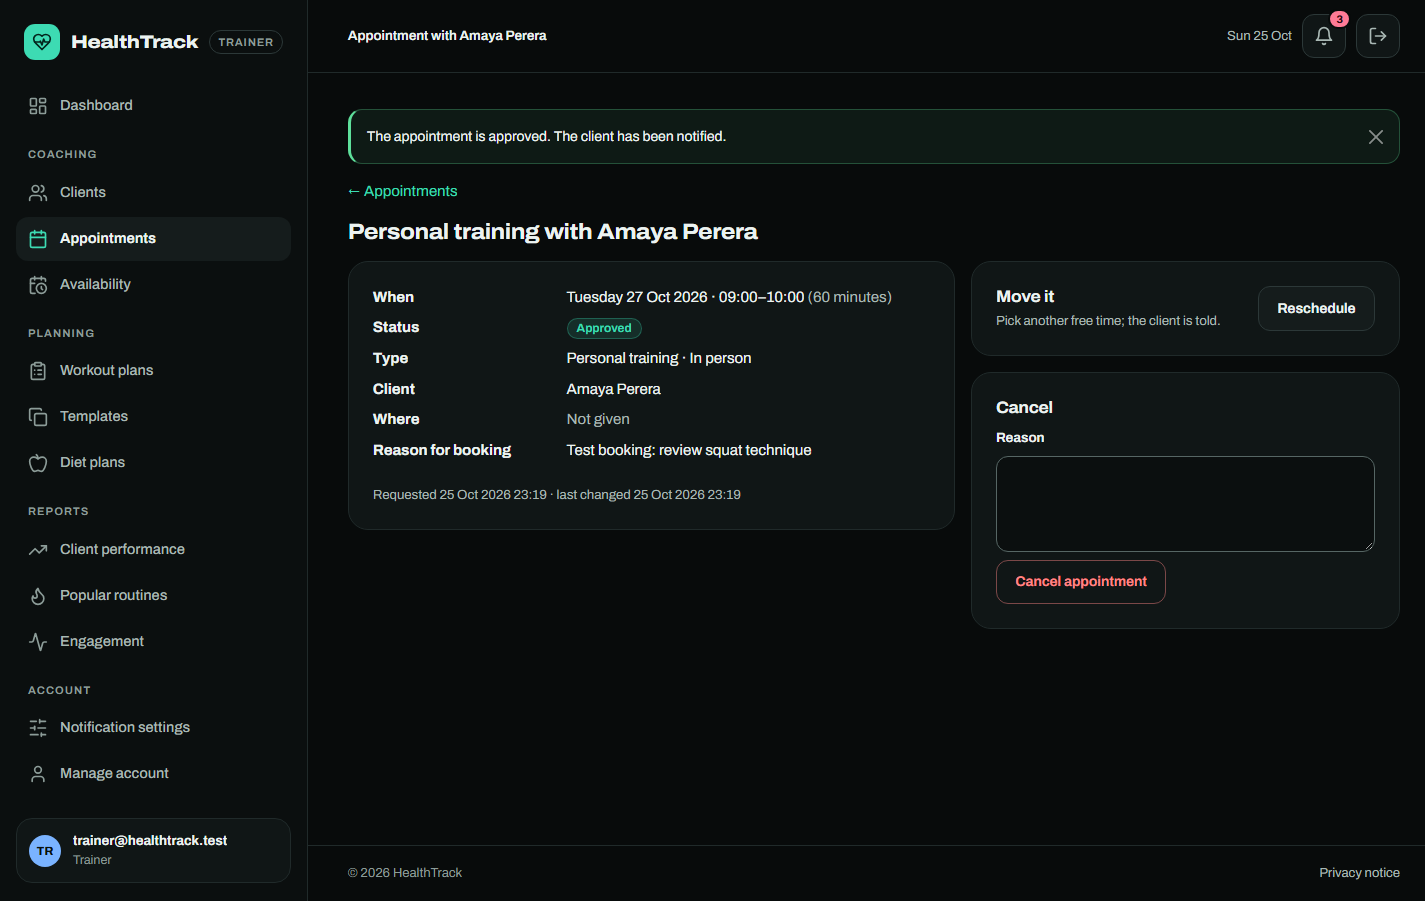 HealthTrack TRAINER
Dashboard
COACHING
Clients
Appointments
Availability
PLANNING
Workout plans
Templates
Diet plans
REPORTS
Client performance
Popular routines
Engagement
ACCOUNT
Notification settings
Manage account
TR
trainer@healthtrack.test
Trainer
Appointment with Amaya Perera
Sun 25 Oct
3
The appointment is approved. The client has been notified.
← Appointments
Personal training with Amaya Perera
When Tuesday 27 Oct 2026 · 09:00–10:00 (60 minutes)
Status Approved
Type Personal training · In person
Client Amaya Perera
Where Not given
Reason for booking Test booking: review squat technique
Requested 25 Oct 2026 23:19 · last changed 25 Oct 2026 23:19
Move it
Pick another free time; the client is told.
Reschedule
Cancel
Reason
Cancel appointment
© 2026 HealthTrack
Privacy notice